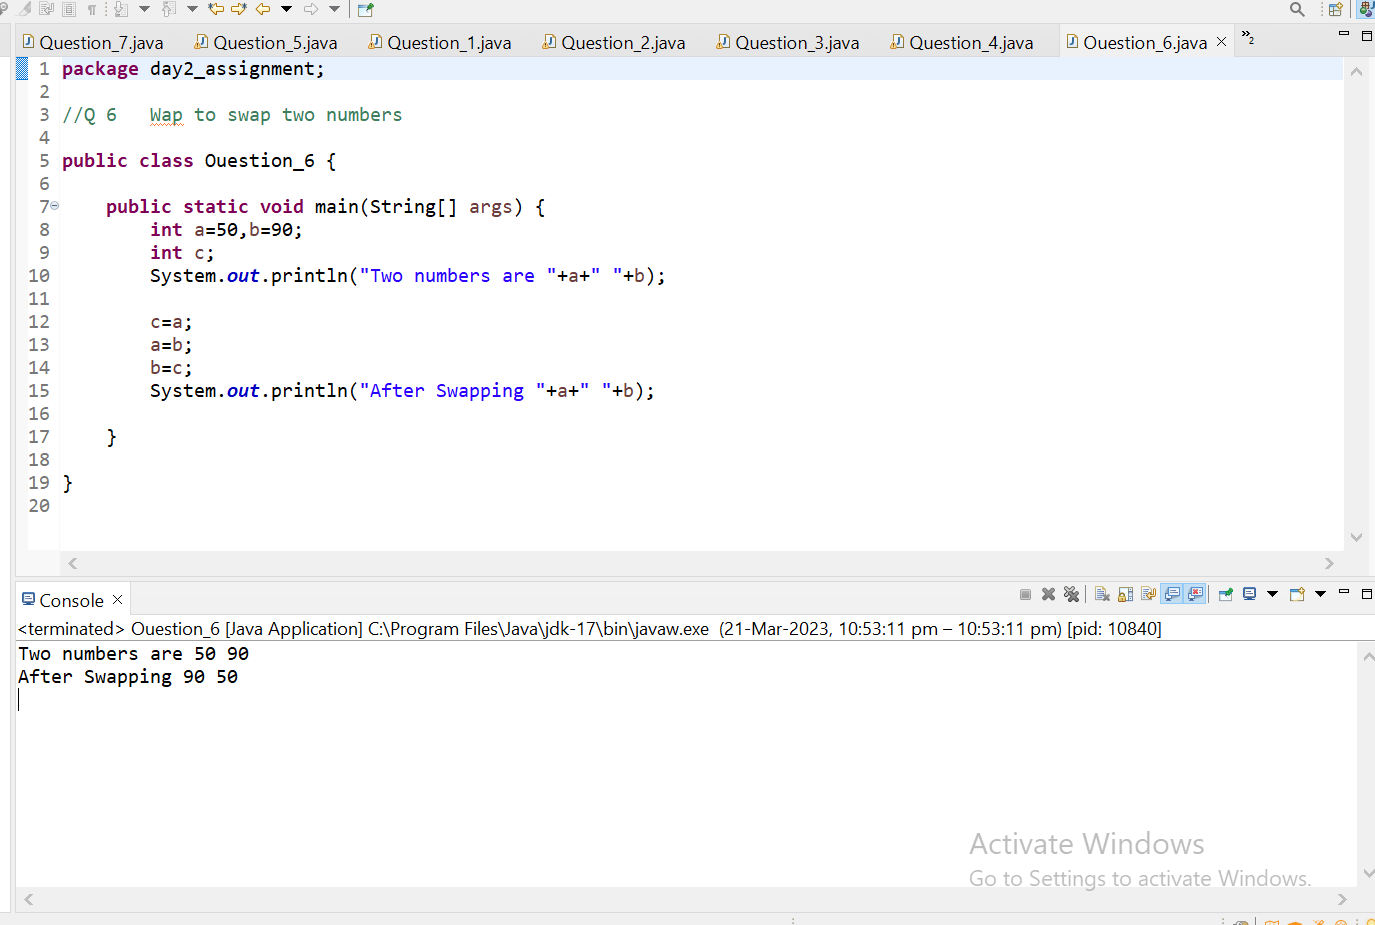 Question_7.java Question_5.java Question_1.java Question_2.java Question_3.java Question_4.java Ouestion_6.java 2
1 package day2_assignment;
2
3 //Q 6   Wap to swap two numbers
4
5 public class Ouestion_6 {
6
7     public static void main(String[] args) {
8         int a=50,b=90;
9         int c;
10         System.out.println("Two numbers are "+a+" "+b);
11
12         c=a;
13         a=b;
14         b=c;
15         System.out.println("After Swapping "+a+" "+b);
16
17     }
18
19 }
20
Console
<terminated> Ouestion_6 [Java Application] C:\Program Files\Java\jdk-17\bin\javaw.exe (21-Mar-2023, 10:53:11 pm – 10:53:11 pm) [pid: 10840]
Two numbers are 50 90
After Swapping 90 50
Activate Windows
Go to Settings to activate Windows.